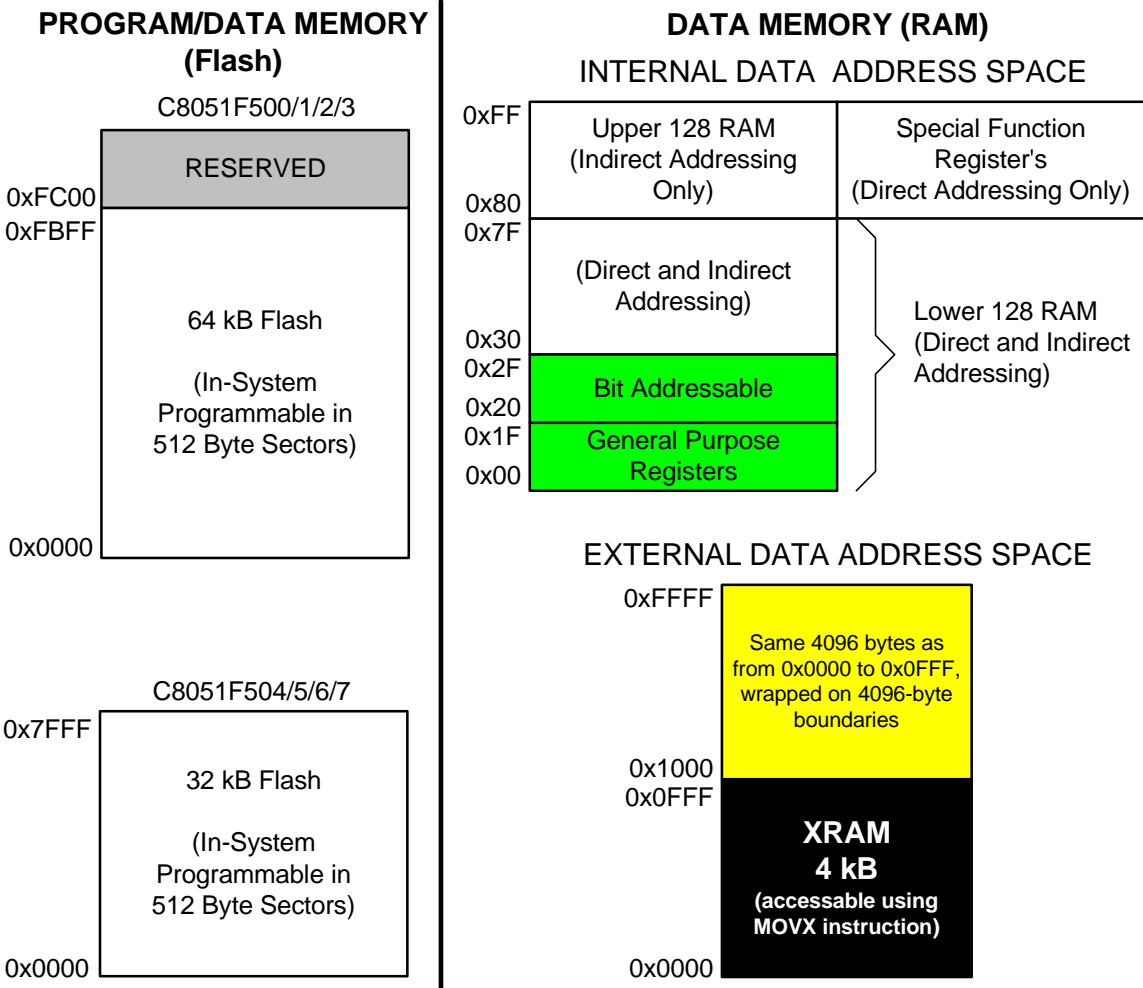 PROGRAM/DATA MEMORY
(Flash)
C8051F500/1/2/3
RESERVED
0xFC00
0xFBFF
64 kB Flash
(In-System
Programmable in
512 Byte Sectors)
0x0000
C8051F504/5/6/7
0x7FFF
32 kB Flash
(In-System
Programmable in
512 Byte Sectors)
0x0000
DATA MEMORY (RAM)
INTERNAL DATA ADDRESS SPACE
0xFF
Upper 128 RAM
(Indirect Addressing
Only)
Special Function
Register's
(Direct Addressing Only)
0x80
0x7F
(Direct and Indirect
Addressing)
Lower 128 RAM
(Direct and Indirect
Addressing)
0x30
0x2F
Bit Addressable
0x20
0x1F
General Purpose
Registers
0x00
EXTERNAL DATA ADDRESS SPACE
0xFFFF
Same 4096 bytes as
from 0x0000 to 0x0FFF,
wrapped on 4096-byte
boundaries
0x1000
0x0FFF
XRAM
4 kB
(accessable using
MOVX instruction)
0x0000